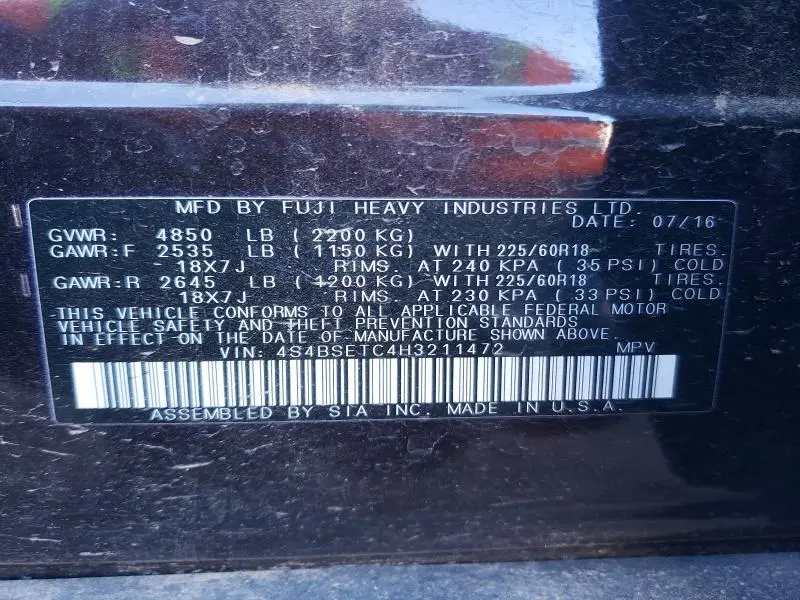 MFD BY FUJI HEAVY INDUSTRIES LTD.
DATE: 07/16
GVWR: 4850 LB ( 2200 KG)
GAWR:F 2535 LB ( 1150 KG) WITH 225/60R18 TIRES
18X7J RIMS. AT 240 KPA ( 35 PSI) COLD
GAWR:R 2645 LB ( 1200 KG) WITH 225/60R18 TIRES.
18X7J RIMS. AT 230 KPA ( 33 PSI) COLD
THIS VEHICLE CONFORMS TO ALL APPLICABLE FEDERAL MOTOR
VEHICLE SAFETY AND THEFT PREVENTION STANDARDS
IN EFFECT ON THE DATE OF MANUFACTURE SHOWN ABOVE.
VIN: 4S4BSETC4H3211472 MPV
ASSEMBLED BY SIA INC. MADE IN U.S.A.